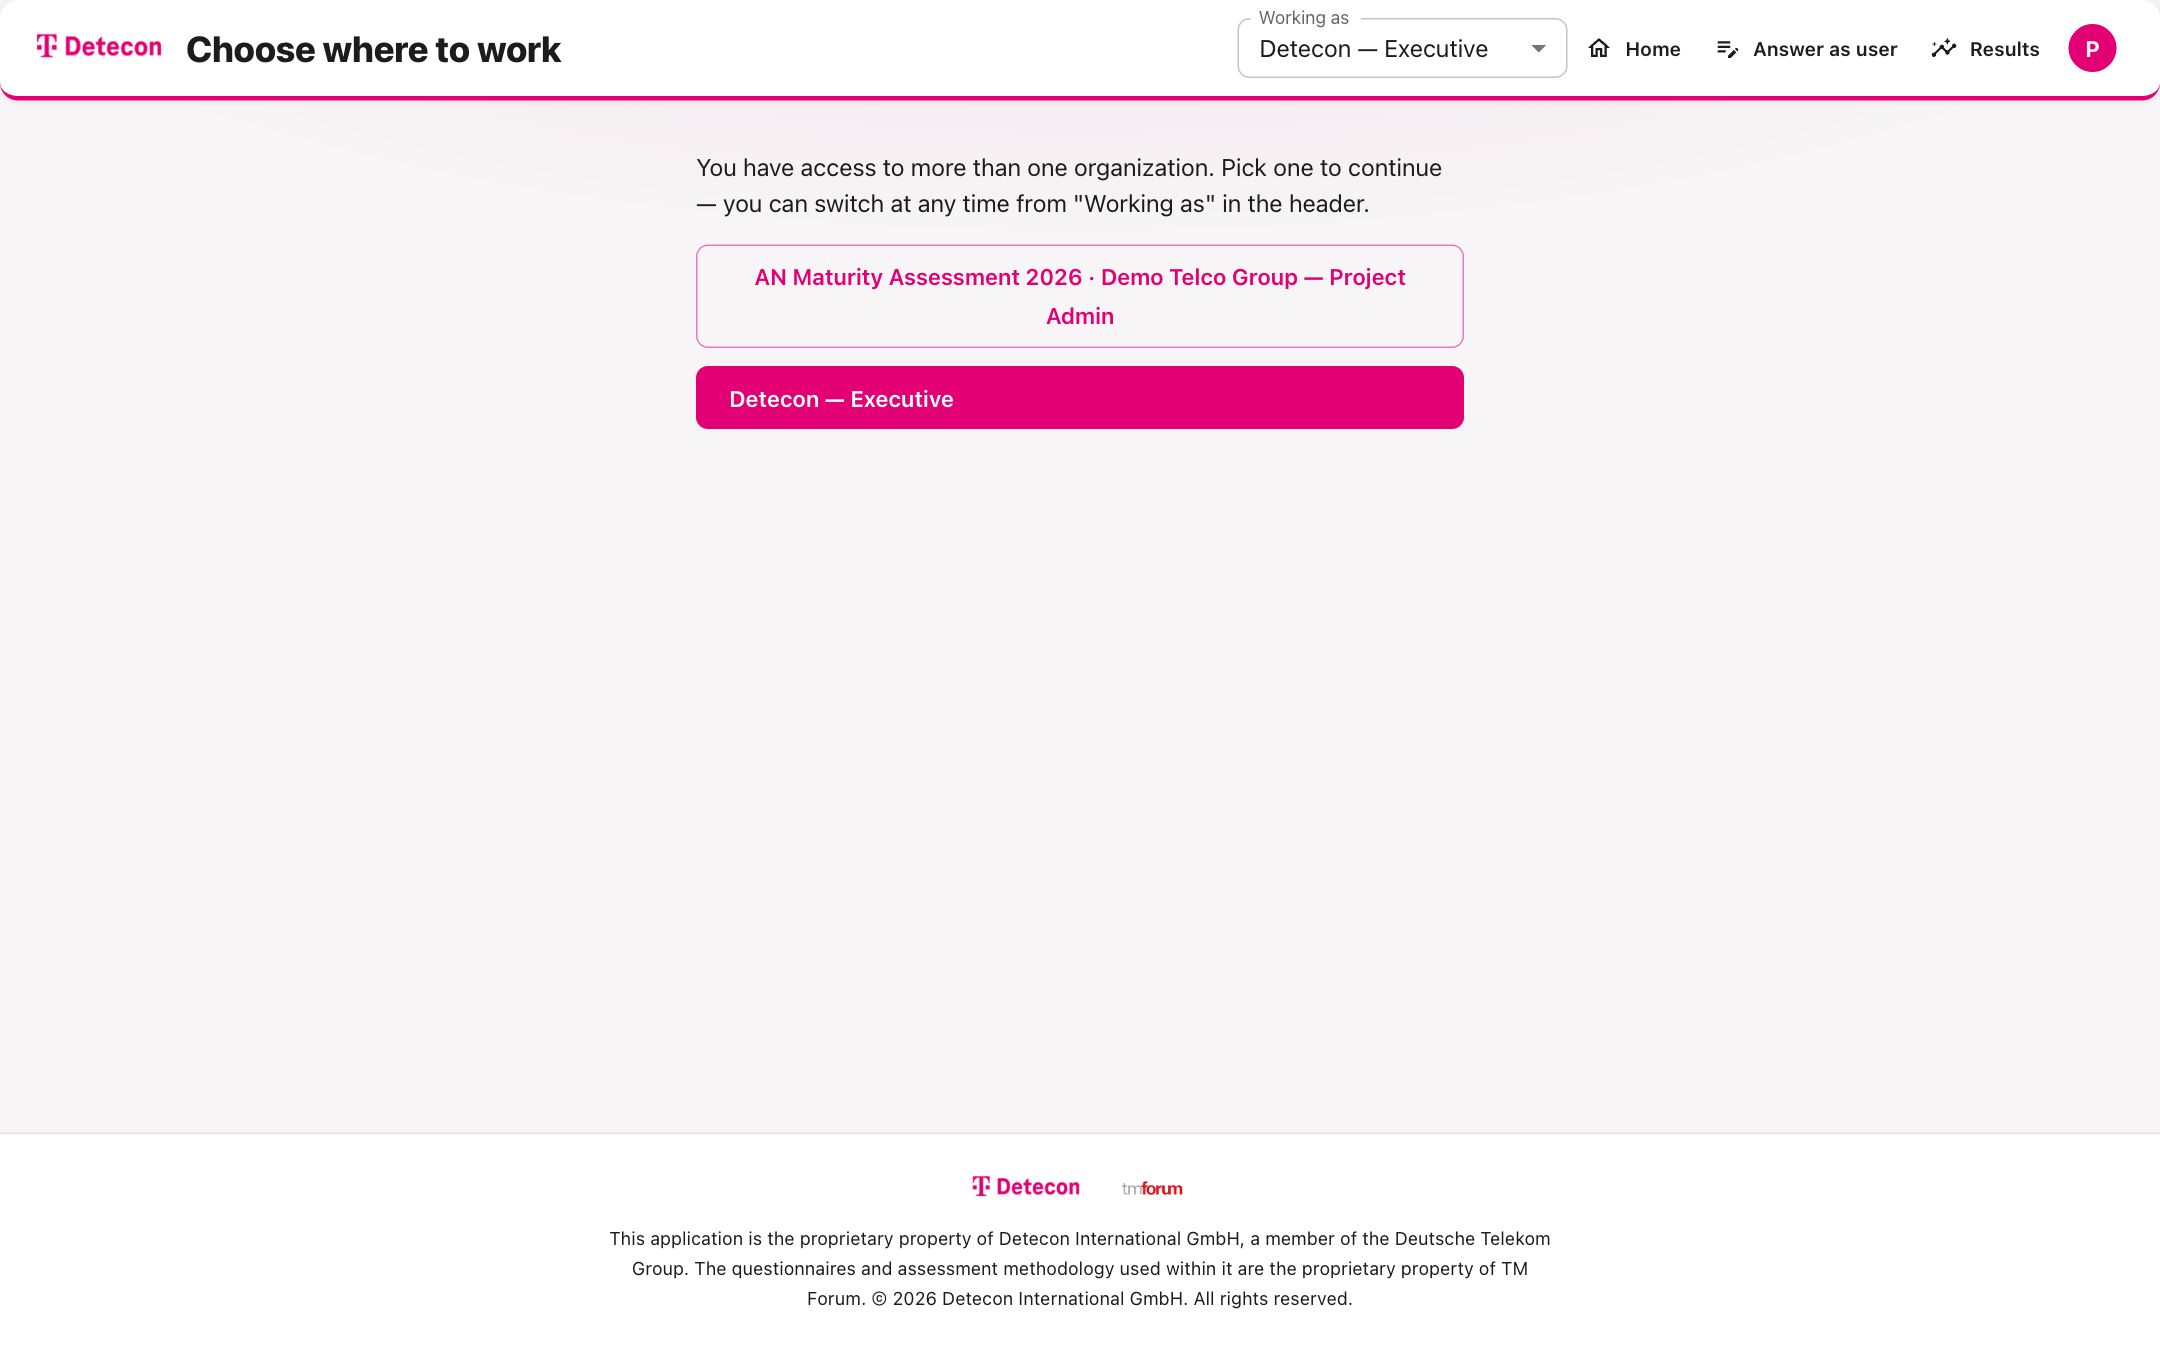 Detecon
Choose where to work
Working as
Detecon — Executive
Home
Answer as user
Results
P
You have access to more than one organization. Pick one to continue
— you can switch at any time from "Working as" in the header.
AN Maturity Assessment 2026 · Demo Telco Group — Project
Admin
Detecon — Executive
Detecon
tmforum
This application is the proprietary property of Detecon International GmbH, a member of the Deutsche Telekom
Group. The questionnaires and assessment methodology used within it are the proprietary property of TM
Forum. © 2026 Detecon International GmbH. All rights reserved.